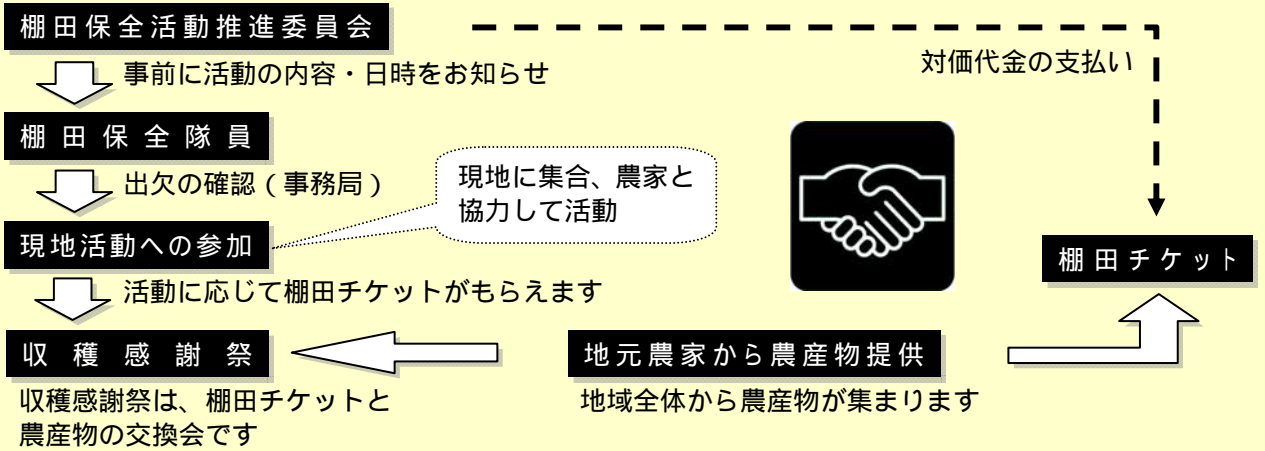 棚田保全活動推進委員会
対価代金の支払い
事前に活動の内容・日時をお知らせ
棚田保全隊員
出欠の確認(事務局)
現地に集合、農家と
協力して活動
現地活動への参加
棚田チケット
活動に応じて棚田チケットがもらえます
収穫感謝祭
地元農家から農産物提供
収穫感謝祭は、棚田チケットと
農産物の交換会です
地域全体から農産物が集まります